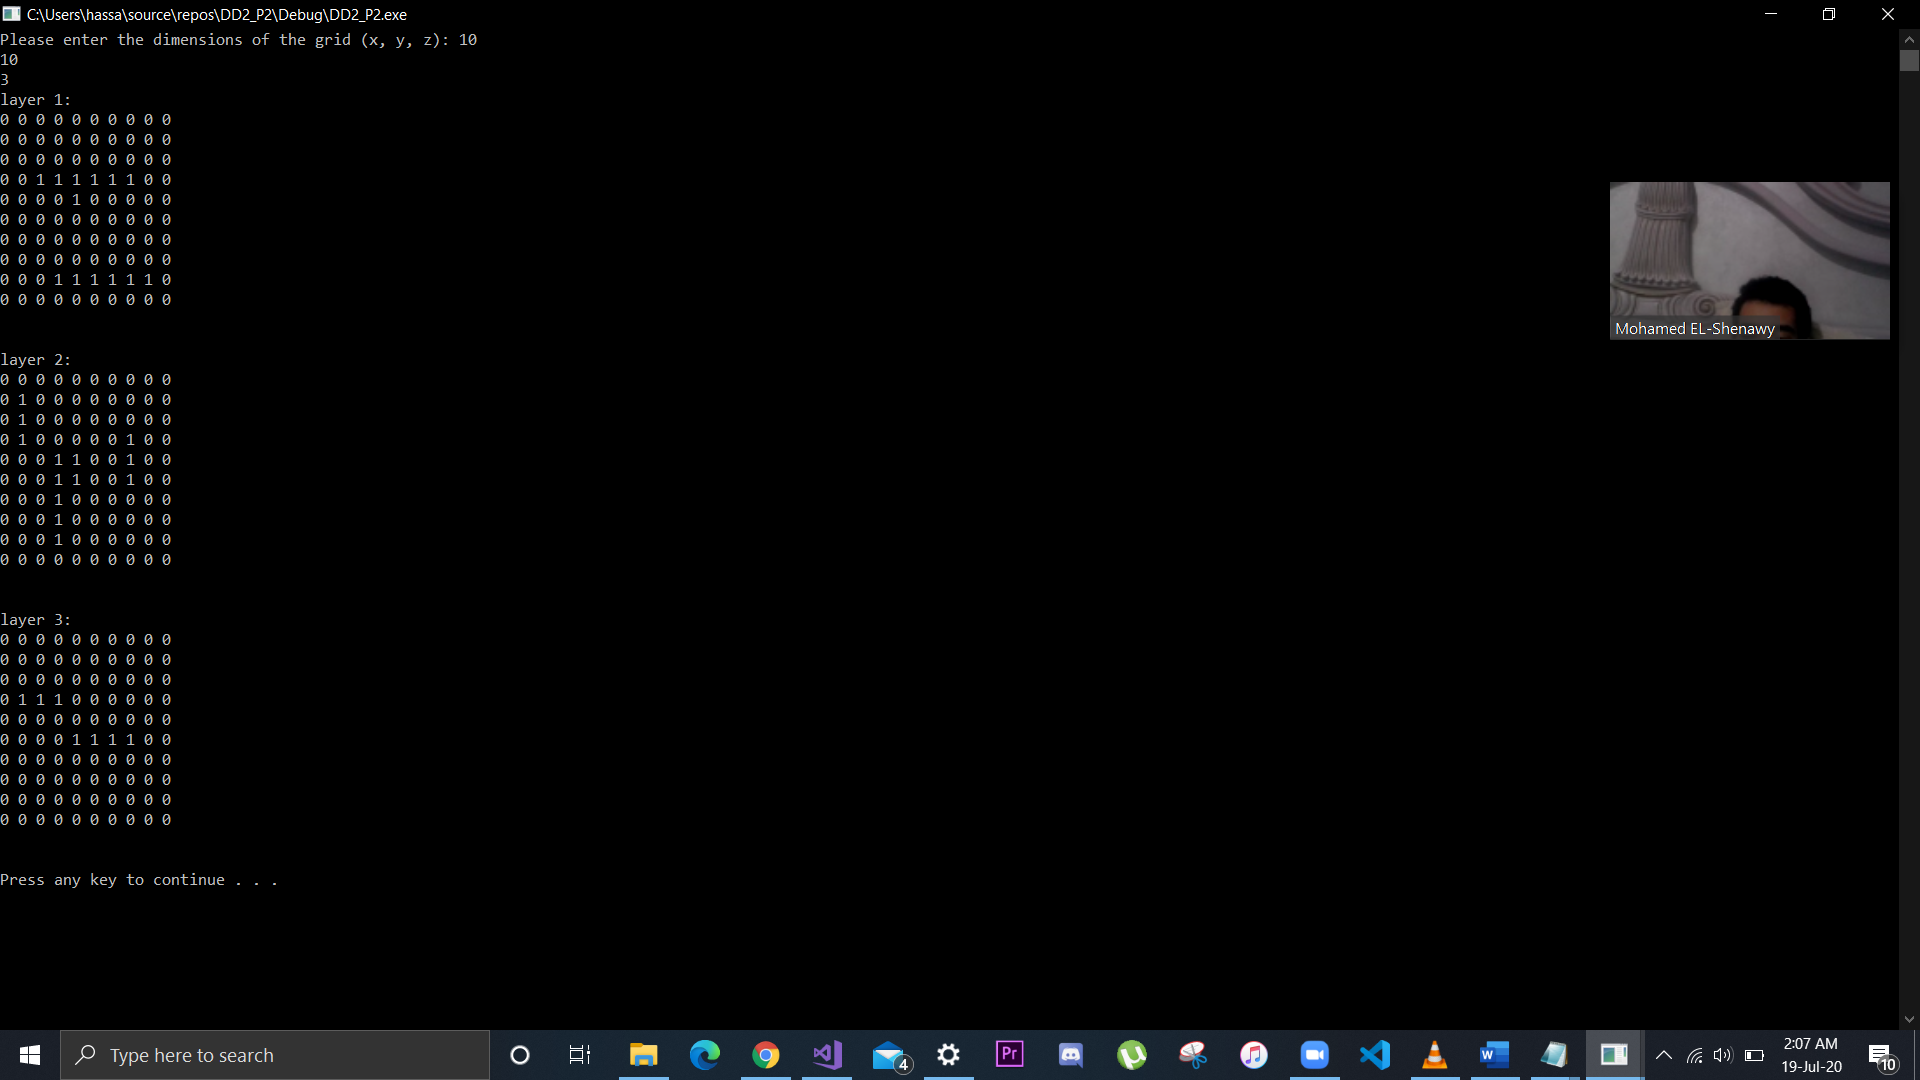 C:\Users\hassa\source\repos\DD2_P2\Debug\DD2_P2.exe
Please enter the dimensions of the grid (x, y, z): 10
10
3
layer 1:
0 0 0 0 0 0 0 0 0 0
0 0 0 0 0 0 0 0 0 0
0 0 0 0 0 0 0 0 0 0
0 0 1 1 1 1 1 1 0 0
0 0 0 0 1 0 0 0 0 0
0 0 0 0 0 0 0 0 0 0
0 0 0 0 0 0 0 0 0 0
0 0 0 0 0 0 0 0 0 0
0 0 0 1 1 1 1 1 1 0
0 0 0 0 0 0 0 0 0 0
layer 2:
0 0 0 0 0 0 0 0 0 0
0 1 0 0 0 0 0 0 0 0
0 1 0 0 0 0 0 0 0 0
0 1 0 0 0 0 0 1 0 0
0 0 0 1 1 0 0 1 0 0
0 0 0 1 1 0 0 1 0 0
0 0 0 1 0 0 0 0 0 0
0 0 0 1 0 0 0 0 0 0
0 0 0 1 0 0 0 0 0 0
0 0 0 0 0 0 0 0 0 0
layer 3:
0 0 0 0 0 0 0 0 0 0
0 0 0 0 0 0 0 0 0 0
0 0 0 0 0 0 0 0 0 0
0 1 1 1 0 0 0 0 0 0
0 0 0 0 0 0 0 0 0 0
0 0 0 0 1 1 1 1 0 0
0 0 0 0 0 0 0 0 0 0
0 0 0 0 0 0 0 0 0 0
0 0 0 0 0 0 0 0 0 0
0 0 0 0 0 0 0 0 0 0
Press any key to continue . . .
Mohamed EL-Shenawy
Type here to search
4
Pr
W
2:07 AM
19-Jul-20
10